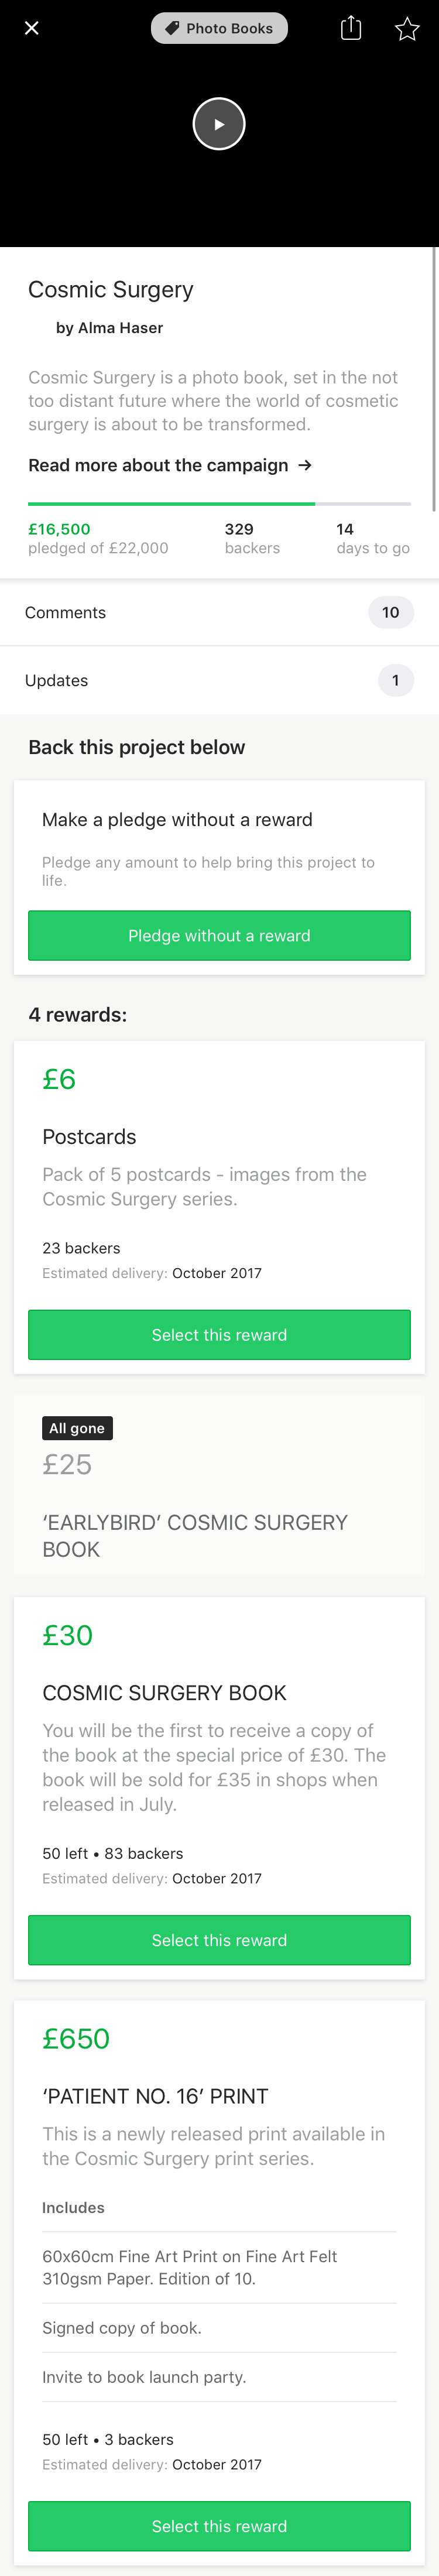 Photo Books
Cosmic Surgery
by Alma Haser
Cosmic Surgery is a photo book, set in the not
too distant future where the world of cosmetic
surgery is about to be transformed.
Read more about the campaign →
£16,500
pledged of £22,000
329
backers
14
days to go
Comments
10
Updates
1
Back this project below
Make a pledge without a reward
Pledge any amount to help bring this project to
life.
Pledge without a reward
4 rewards:
£6
Postcards
Pack of 5 postcards - images from the
Cosmic Surgery series.
23 backers
Estimated delivery: October 2017
Select this reward
All gone
£25
‘EARLYBIRD’ COSMIC SURGERY
BOOK
£30
COSMIC SURGERY BOOK
You will be the first to receive a copy of
the book at the special price of £30. The
book will be sold for £35 in shops when
released in July.
50 left • 83 backers
Estimated delivery: October 2017
Select this reward
£650
‘PATIENT NO. 16’ PRINT
This is a newly released print available in
the Cosmic Surgery print series.
Includes
60x60cm Fine Art Print on Fine Art Felt
310gsm Paper. Edition of 10.
Signed copy of book.
Invite to book launch party.
50 left • 3 backers
Estimated delivery: October 2017
Select this reward